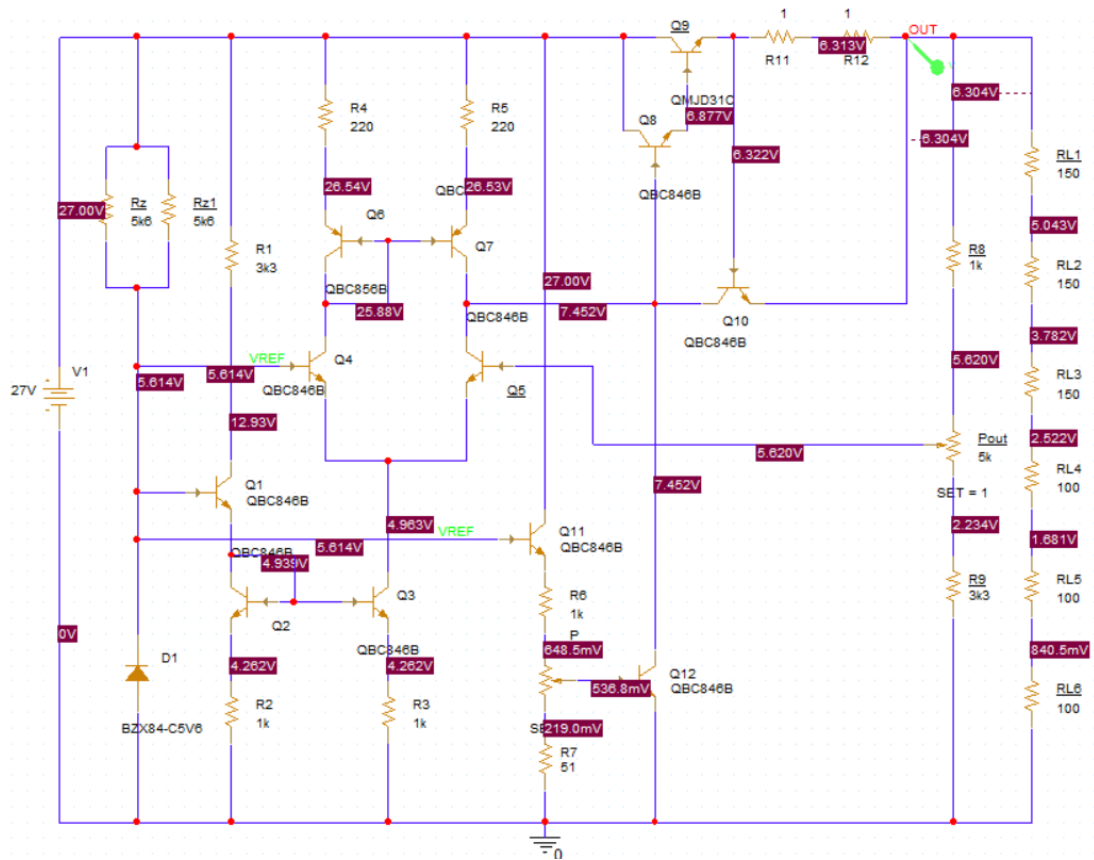 1
1
Q9
OUT
6.313V
R11
R12
R4
220
R5
220
QMJD31C
6.877V
6.304V
Q8
6.304V
6.322V
RL1
150
QBC846B
26.54V
QBC
26.53V
Rz
5k6
Rz1
5k6
27.00V
Q6
Q7
5.043V
R1
3k3
R8
1k
RL2
150
27.00V
QBC856B
25.88V
QBC846B
7.452V
Q10
QBC846B
3.782V
VREF
Q4
5.614V
5.614V
V1
27V
QBC846B
Q5
5.620V
RL3
150
12.93V
2.522V
Pout
5k
5.620V
RL4
100
Q1
QBC846B
7.452V
SET = 1
4.963V
VREF
2.234V
Q11
QBC846B
1.681V
5.614V
QBC846B
4.939V
R9
3k3
RL5
100
R6
1k
Q2
Q3
P
0V
QBC846B
648.5mV
840.5mV
D1
4.262V
4.262V
Q12
QBC846B
536.8mV
RL6
100
R2
1k
R3
1k
BZX84-C5V6
219.0mV
R7
51
0